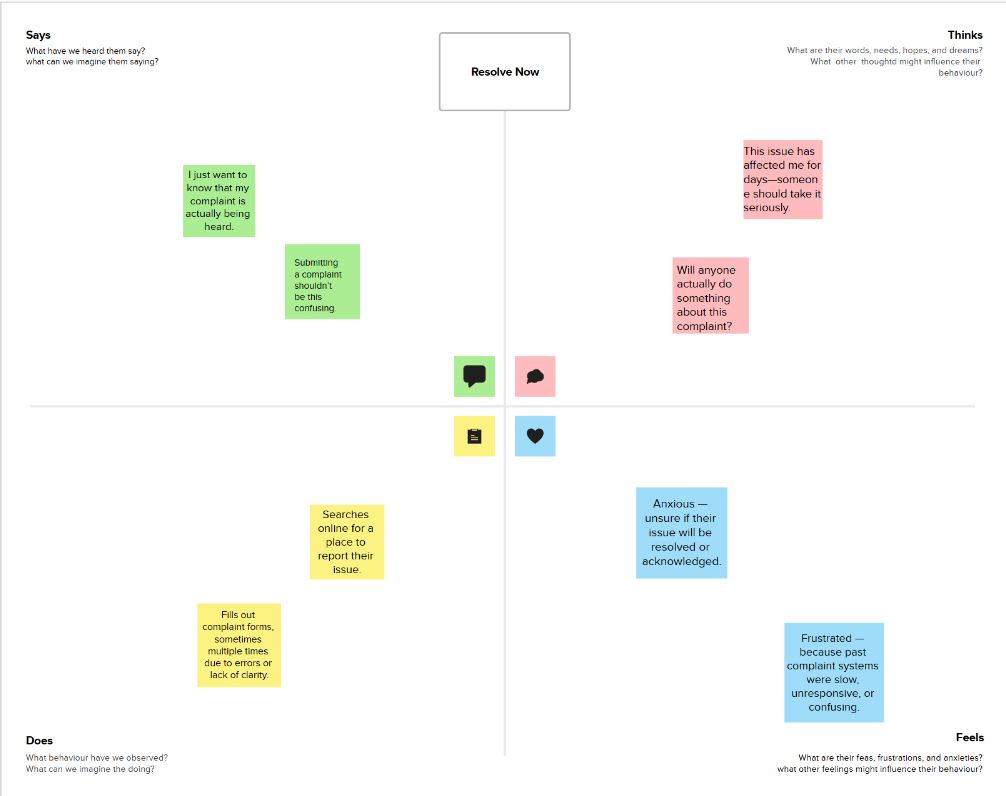 Says
What have we heard them say?
what can we imagine them saying?
Resolve Now
Thinks
What are their words, needs, hopes, and dreams?
What other thoughtd might influence their
behaviour?
I just want to
know that my
complaint is
actually being
heard.
Submitting
a complaint
shouldn't
be this
confusing.
This issue has
affected me for
days—someon
e should take it
seriously.
Will anyone
actually do
something
about this
complaint?
Searches
online for a
place to
report their
issue.
Fills out
complaint forms,
sometimes
multiple times
due to errors or
lack of clarity.
Anxious —
unsure if their
issue will be
resolved or
acknowledged.
Frustrated —
because past
complaint systems
were slow,
unresponsive, or
confusing.
Does
What behaviour have we observed?
What can we imagine the doing?
Feels
What are their feas, frustrations, and anxieties?
what other feelings might influence their behaviour?